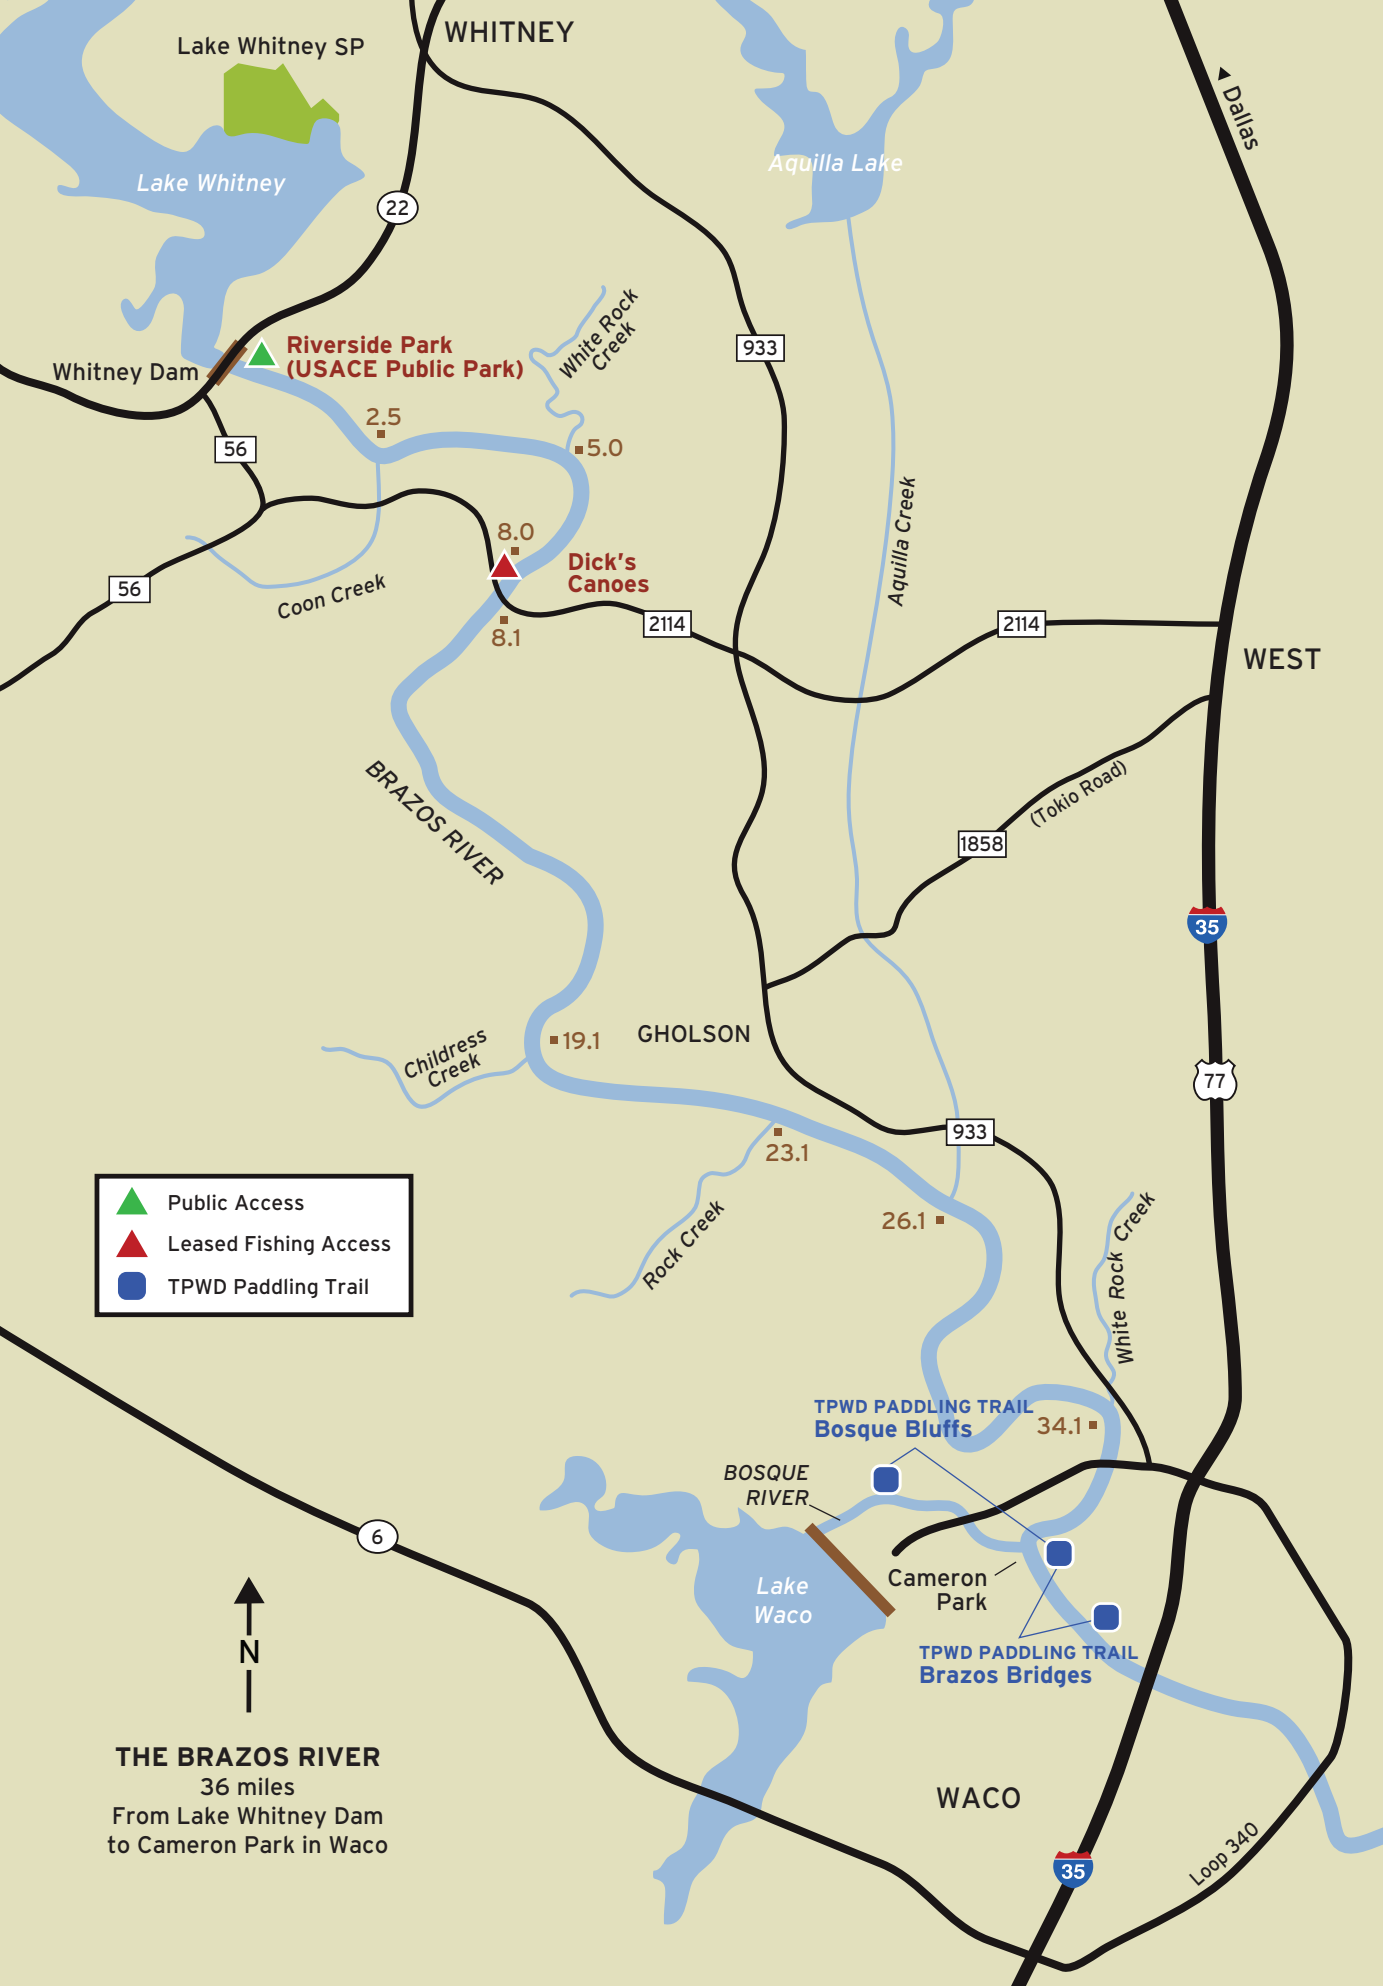 WHITNEY
Lake Whitney SP
Dallas
Lake Whitney
Aquilla Lake
22
White Rock
Creek
933
Riverside Park
(USACE Public Park)
Whitney Dam
2.5
56
5.0
Aquilla Creek
8.0
Dick's
Canoes
56
Coon Creek
2114
2114
8.1
WEST
BRAZOS RIVER
(Tokio Road)
1858
35
Childress
Creek
19.1
GHOLSON
77
933
23.1
Public Access
Leased Fishing Access
TPWD Paddling Trail
Rock Creek
26.1
White Rock Creek
TPWD PADDLING TRAIL
Bosque Bluffs
34.1
BOSQUE
RIVER
6
Lake
Waco
Cameron
Park
N
TPWD PADDLING TRAIL
Brazos Bridges
THE BRAZOS RIVER
36 miles
From Lake Whitney Dam
to Cameron Park in Waco
WACO
Loop 340
35